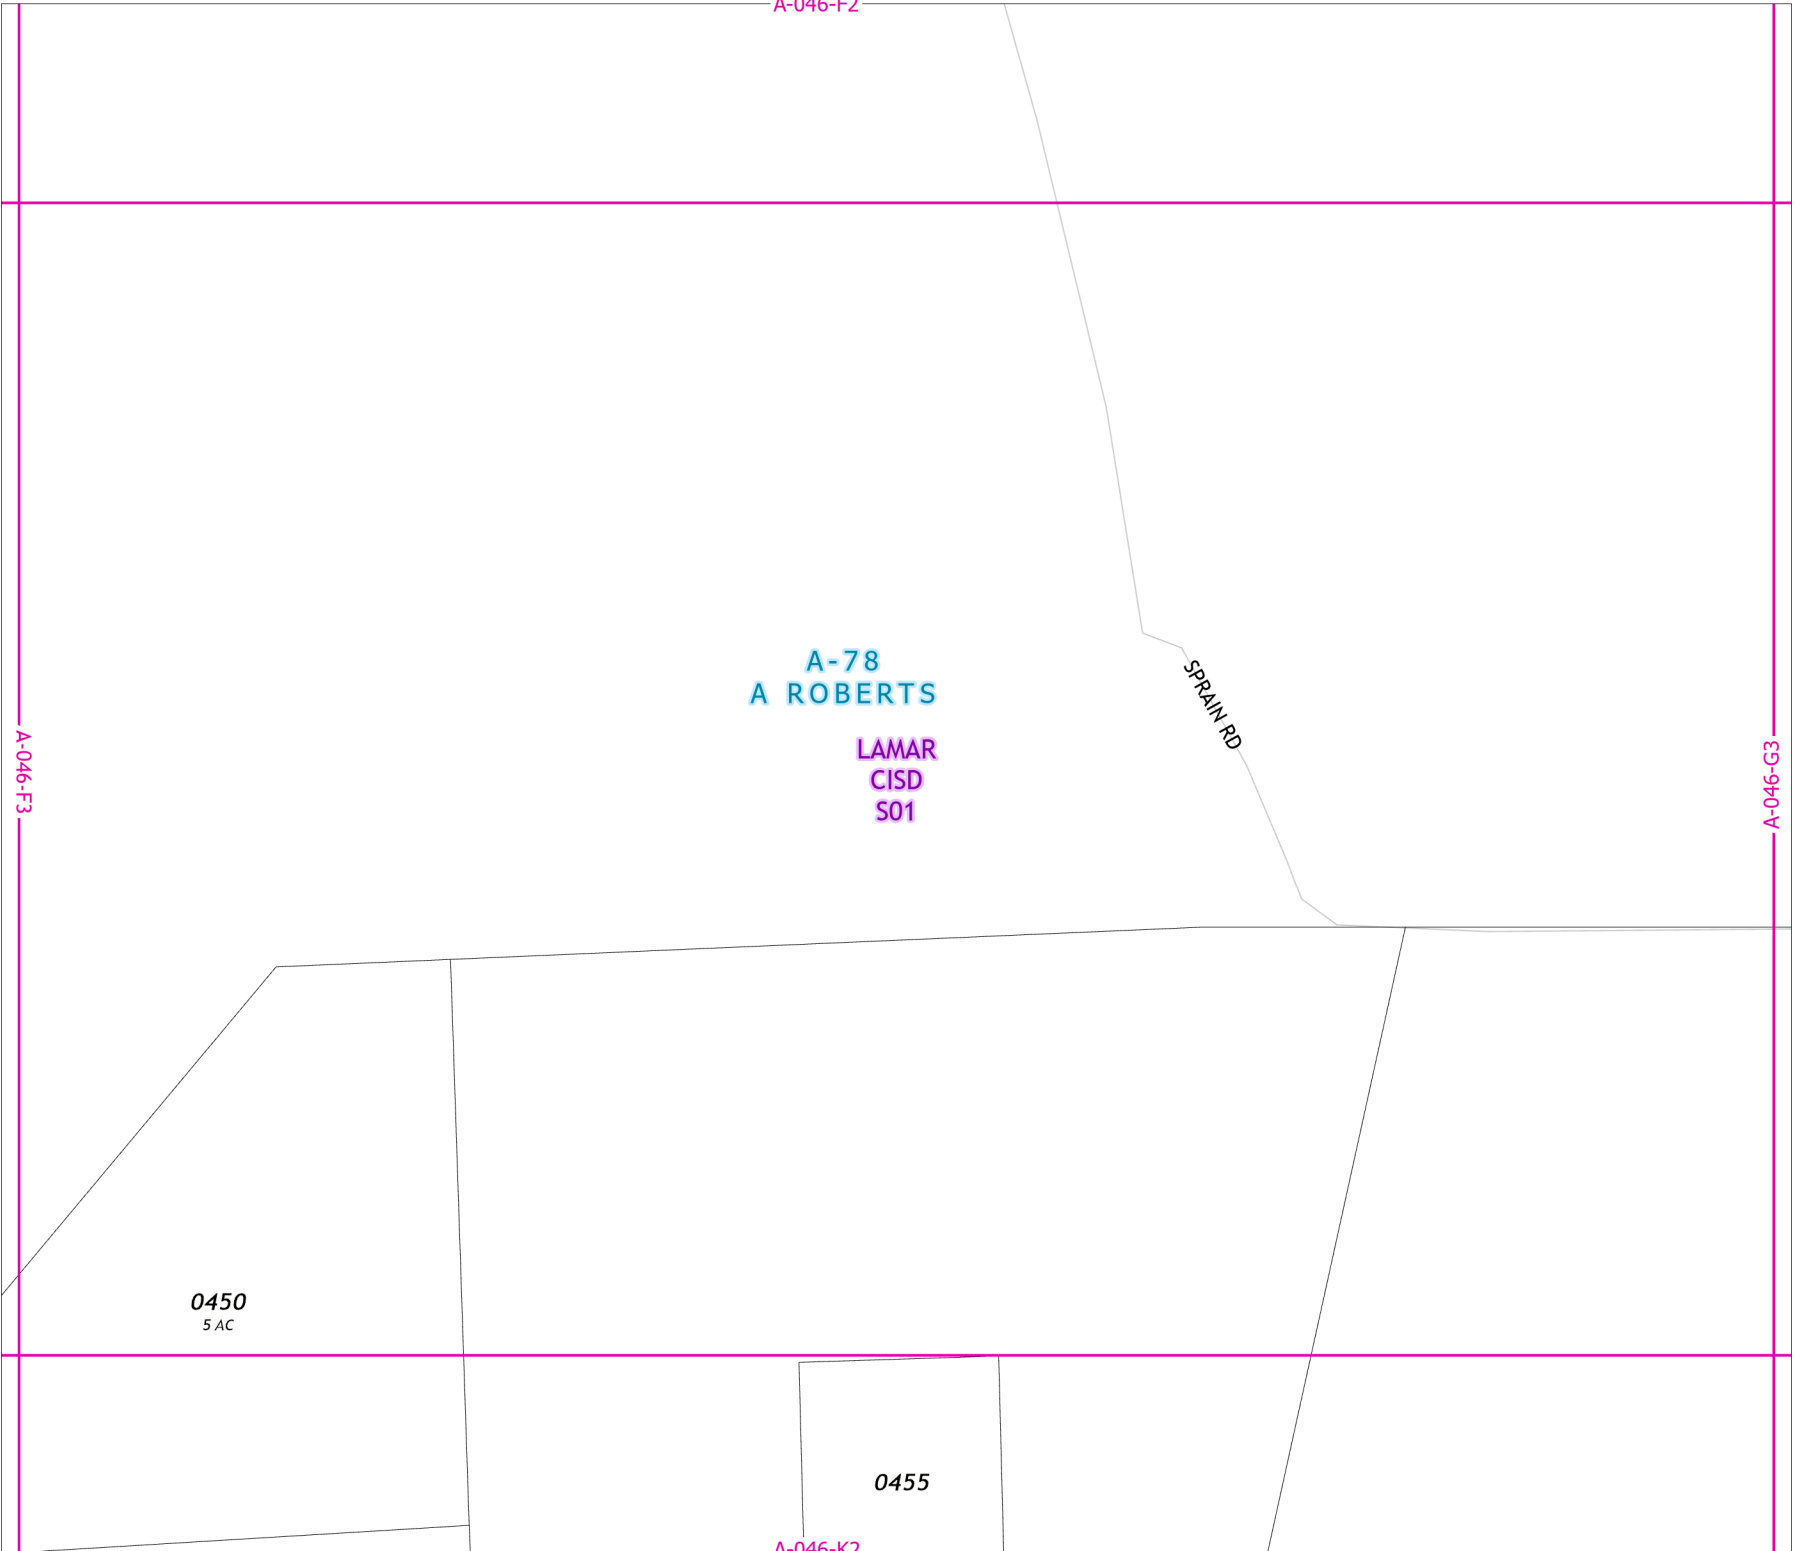 A-046-F2
A-78
A ROBERTS
SPRAIN RD
LAMAR
CISD
S01
A-046-F3
A-046-G3
0450
5 AC
0455
A-046-K2